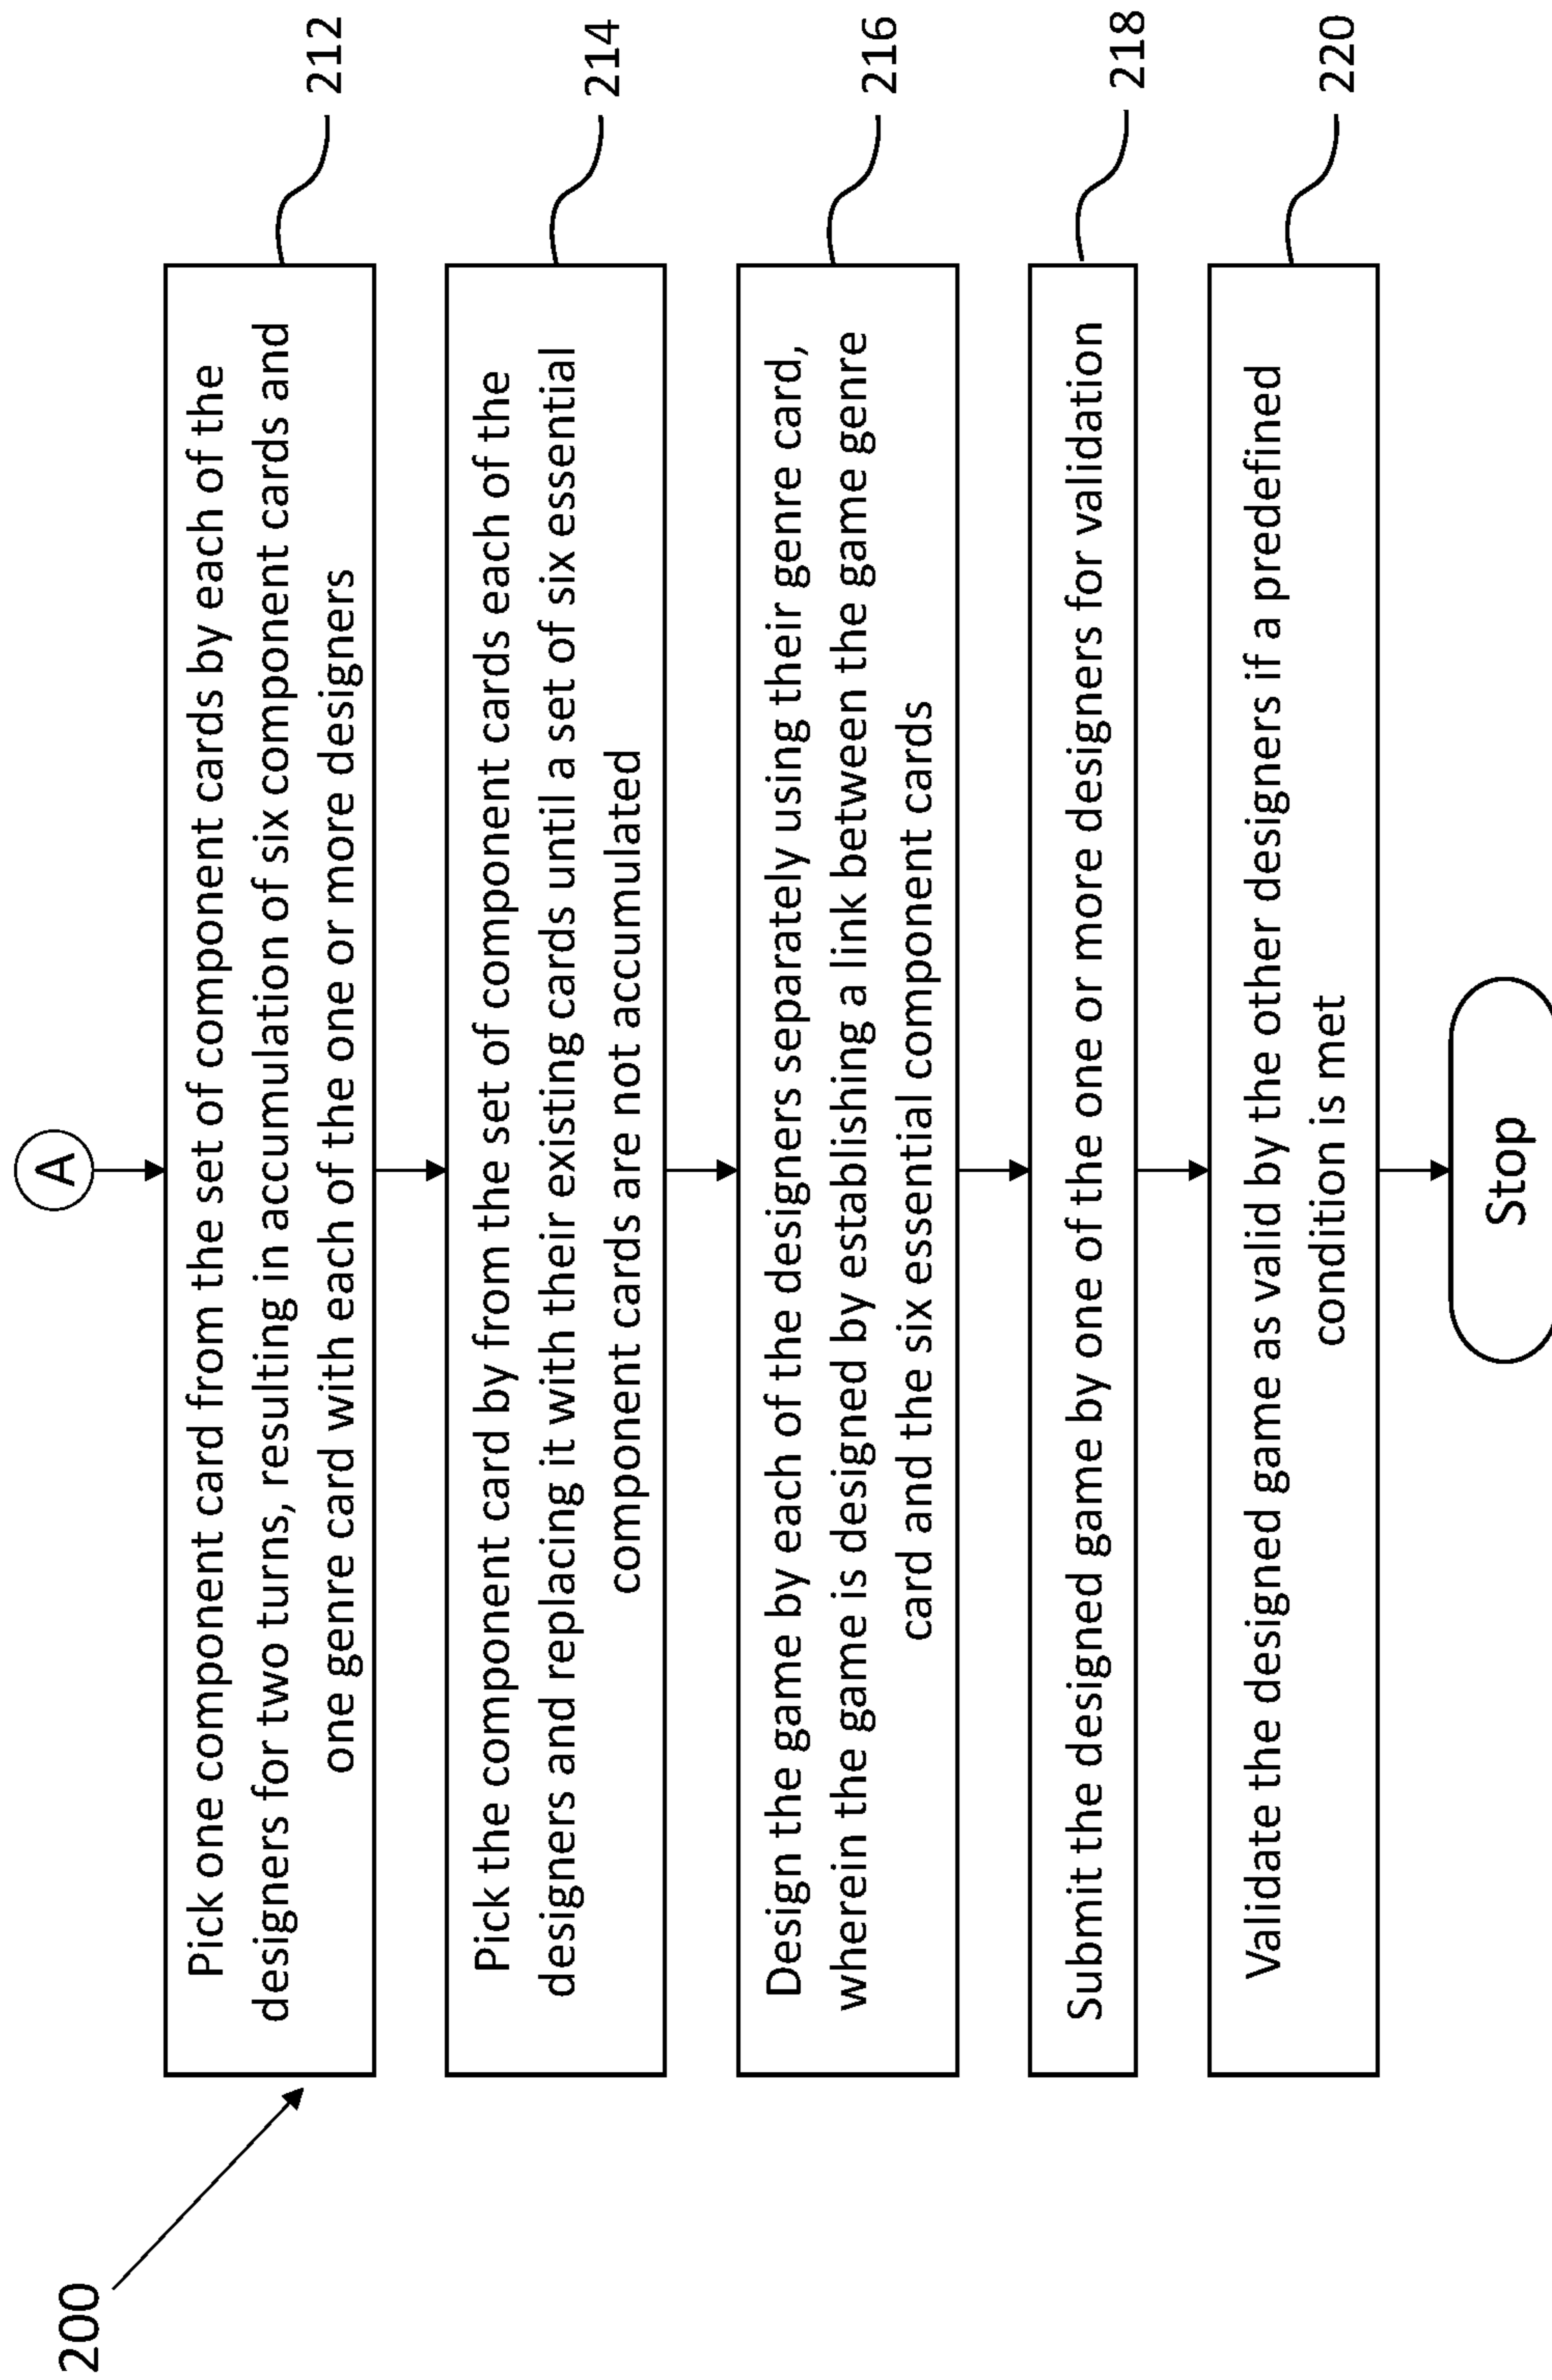 200
A
Pick one component card from the set of component cards by each of the
designers for two turns, resulting in accumulation of six component cards and
one genre card with each of the one or more designers
212
Pick the component card by from the set of component cards each of the
designers and replacing it with their existing cards until a set of six essential
component cards are not accumulated
214
Design the game by each of the designers separately using their genre card,
wherein the game is designed by establishing a link between the game genre
card and the six essential component cards
216
Submit the designed game by one of the one or more designers for validation
218
Validate the designed game as valid by the other designers if a predefined
condition is met
220
Stop